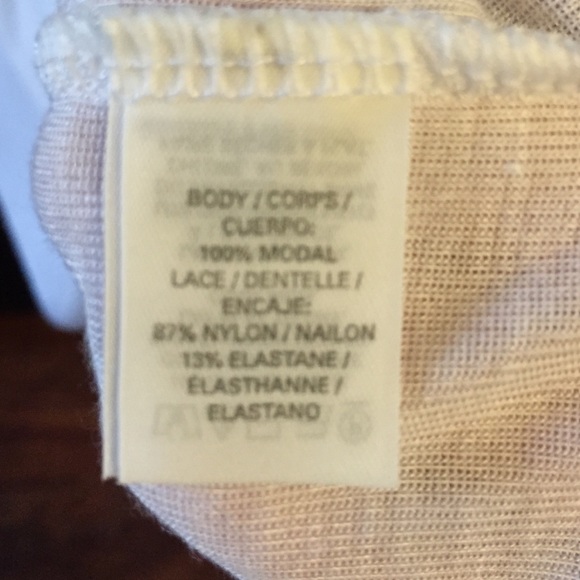 BODY / CORPS /
CUERPO:
100% MODAL
LACE / DENTELLE /
ENCAJE:
87% NYLON / NAILON
13% ELASTANE /
ÉLASTHANNE /
ELASTANO